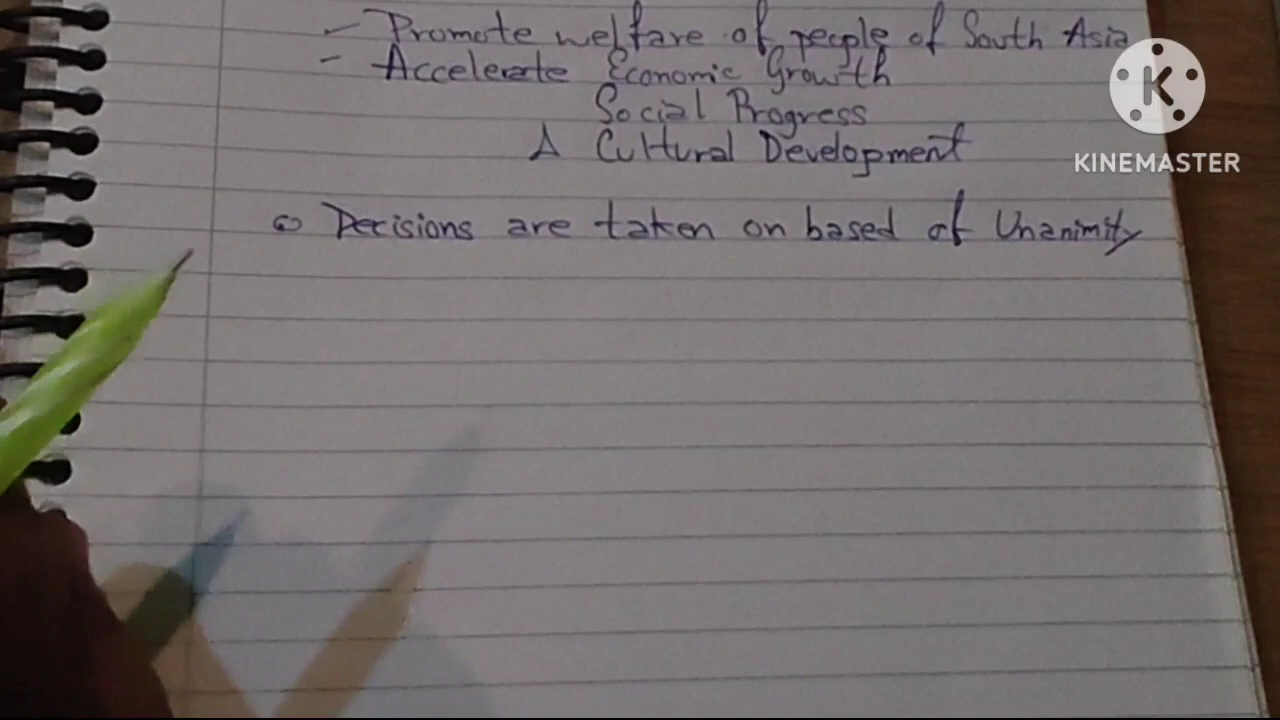 - Promote welfare of people of South Asia
- Accelerate Economic Growth
Social Progress
& Cultural Development
Decisions are taken on based of Unanimity
K
KINEMASTER